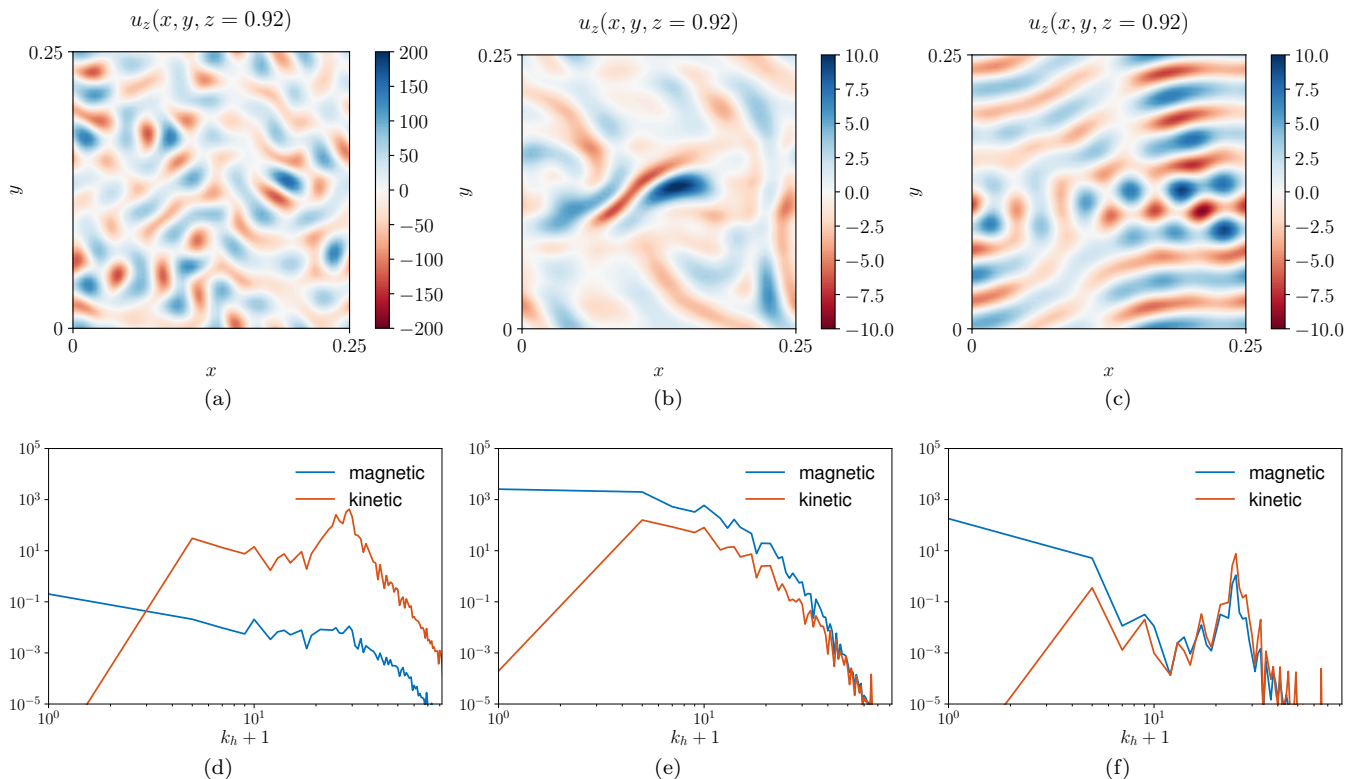 u_z(x, y, z = 0.92)
0.25
y
0
0
0.25
x
200
150
100
50
0
−50
−100
−150
−200
(a)
u_z(x, y, z = 0.92)
0.25
y
0
0
0.25
x
10.0
7.5
5.0
2.5
0.0
−2.5
−5.0
−7.5
−10.0
(b)
u_z(x, y, z = 0.92)
0.25
y
0
0
0.25
x
10.0
7.5
5.0
2.5
0.0
−2.5
−5.0
−7.5
−10.0
(c)
10^5
10^3
10^1
10^−1
10^−3
10^−5
10^0
10^1
k_h + 1
magnetic
kinetic
(d)
10^5
10^3
10^1
10^−1
10^−3
10^−5
10^0
10^1
k_h + 1
magnetic
kinetic
(e)
10^5
10^3
10^1
10^−1
10^−3
10^−5
10^0
10^1
k_h + 1
magnetic
kinetic
(f)